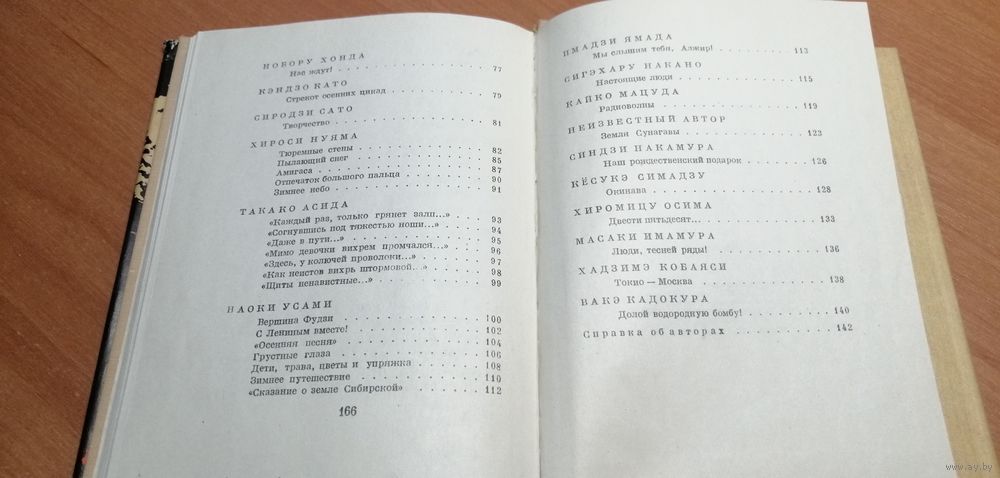 НОБОРУ ХОНДА
Нас ждут! 77
КЭНДЗО КАТО
Стрекот осенних цикад 79
СИРОДЗИ САТО
Творчество 81
ХИРОСИ НУЯМА
Тюремные стены 82
Пылающий снег 85
Амигаса 87
Отпечаток большого пальца 90
Зимнее небо 91
ТАКАКО АСИДА
«Каждый раз, только грянет залп...» 93
«Согнувшись под тяжестью ноши...» 94
«Даже в пути...» 95
«Мимо девочки вихрем промчался...» 96
«Здесь, у колючей проволоки...» 97
«Как неистов вихрь штормовой...» 98
«Щиты ненавистные...» 99
НАОКИ УСАМИ
Вершина Фудзи 100
С Лениным вместе! 102
«Осенняя песня» 104
Грустные глаза 106
Дети, трава, цветы и упряжка 108
Зимнее путешествие 110
«Сказание о земле Сибирской» 112
166
ИМАДЗИ ЯМАДА
Мы слышим тебя, Алжир! 113
СИГЭХАРУ НАКАНО
Настоящие люди 115
КАЙКО МАЦУДА
Радиоволны 119
НЕИЗВЕСТНЫЙ АВТОР
Земли Сунагавы 123
СИНДЗИ НАКАМУРА
Наш рождественский подарок 126
КЁСУКЭ СИМАДЗУ
Окинава 128
ХИРОМИЦУ ОСИМА
Двести пятьдесят... 133
МАСАКИ ИМАМУРА
Люди, тесней ряды! 136
ХАДЗИМЭ КОБАЯСИ
Токио — Москва 138
ВАКЭ КАДОКУРА
Долой водородную бомбу! 140
Справка об авторах 142
www.ay.by